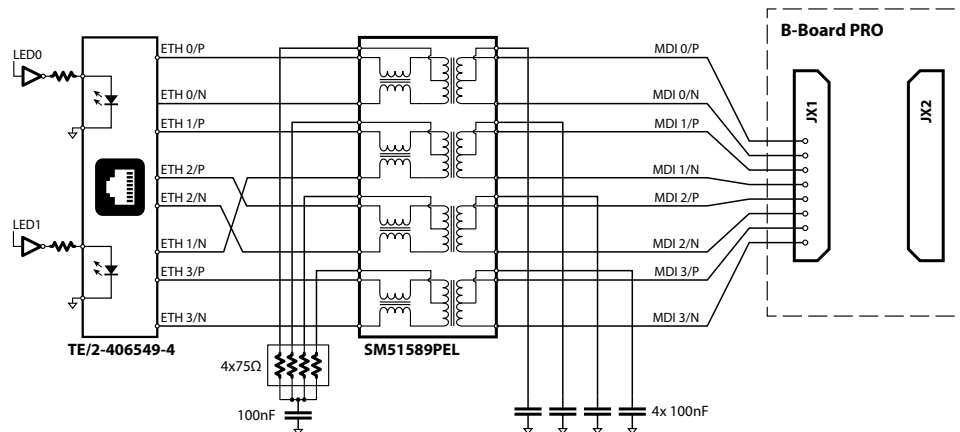 B-Board PRO
LED0
ETH 0/P
MDI 0/P
ETH 0/N
MDI 0/N
ETH 1/P
MDI 1/P
JX1
JX2
ETH 2/P
MDI 1/N
ETH 2/N
MDI 2/P
LED1
ETH 1/N
MDI 2/N
ETH 3/P
MDI 3/P
ETH 3/N
MDI 3/N
TE/2-406549-4
SM51589PEL
4x75Ω
100nF
4x 100nF